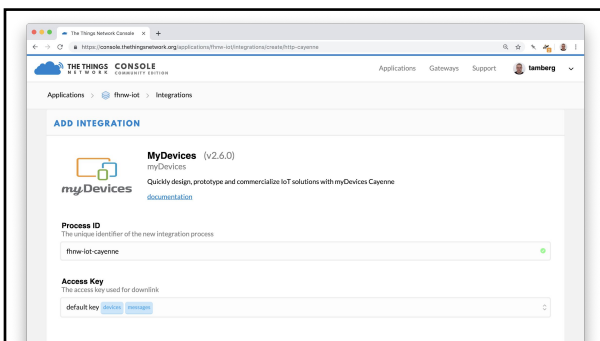 The Things Network Console
https://console.thethingsnetwork.org/applications/fhnw-iot/integrations/create/http-cayenne
THE THINGS NETWORK CONSOLE COMMUNITY EDITION
Applications Gateways Support tamberg
Applications > fhnw-iot > Integrations
ADD INTEGRATION
MyDevices (v2.6.0)
myDevices
myDevices
Quickly design, prototype and commercialize IoT solutions with myDevices Cayenne
documentation
Process ID
The unique identifier of the new integration process
fhnw-iot-cayenne
Access Key
The access key used for downlink
default key devices messages